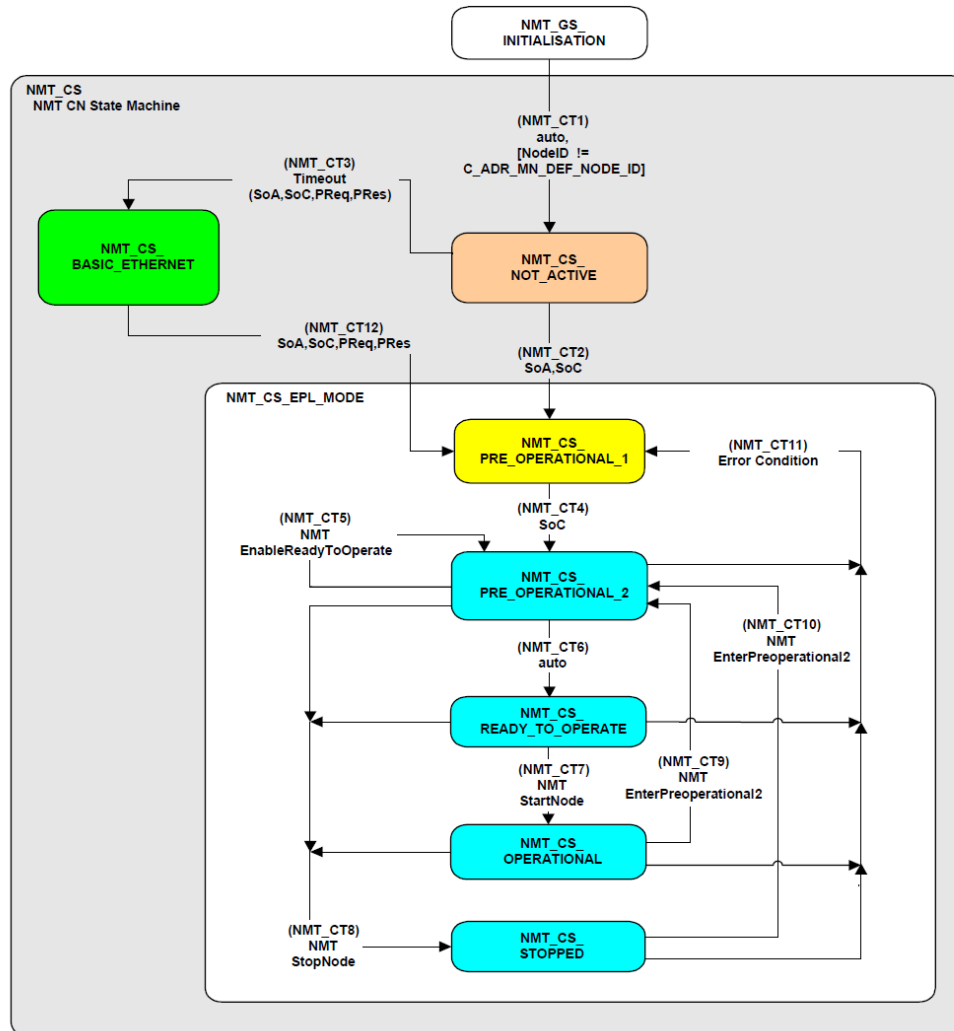 NMT_GS_
INITIALISATION
NMT_CS
NMT CN State Machine
(NMT_CT1)
auto,
[NodeID !=
C_ADR_MN_DEF_NODE_ID]
(NMT_CT3)
Timeout
(SoA,SoC,PReq,PRes)
NMT_CS_
BASIC_ETHERNET
NMT_CS_
NOT_ACTIVE
(NMT_CT12)
SoA,SoC,PReq,PRes
(NMT_CT2)
SoA,SoC
NMT_CS_EPL_MODE
NMT_CS_
PRE_OPERATIONAL_1
(NMT_CT11)
Error Condition
(NMT_CT4)
SoC
(NMT_CT5)
NMT
EnableReadyToOperate
NMT_CS_
PRE_OPERATIONAL_2
(NMT_CT10)
NMT
EnterPreoperational2
(NMT_CT6)
auto
NMT_CS_
READY_TO_OPERATE
(NMT_CT9)
NMT
EnterPreoperational2
(NMT_CT7)
NMT
StartNode
NMT_CS_
OPERATIONAL
(NMT_CT8)
NMT
StopNode
NMT_CS_
STOPPED